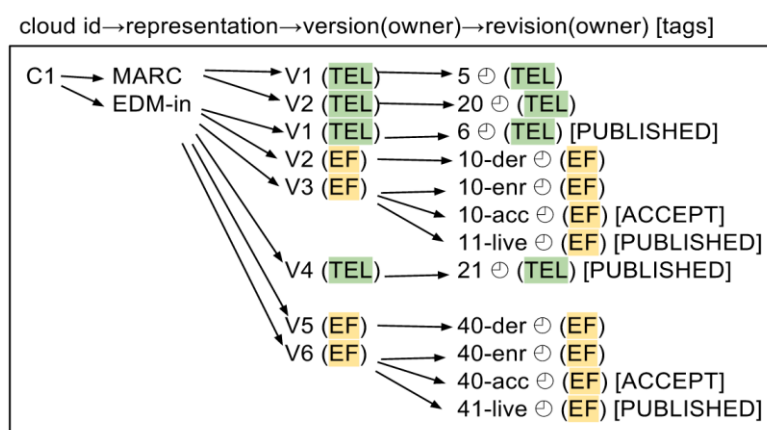 cloud id→representation→version(owner)→revision(owner) [tags]
C1 MARC V1 (TEL) 5 ◴ (TEL)
EDM-in V2 (TEL) 20 ◴ (TEL)
V1 (TEL) 6 ◴ (TEL) [PUBLISHED]
V2 (EF) 10-der ◴ (EF)
V3 (EF) 10-enr ◴ (EF)
10-acc ◴ (EF) [ACCEPT]
11-live ◴ (EF) [PUBLISHED]
V4 (TEL) 21 ◴ (TEL) [PUBLISHED]
V5 (EF) 40-der ◴ (EF)
V6 (EF) 40-enr ◴ (EF)
40-acc ◴ (EF) [ACCEPT]
41-live ◴ (EF) [PUBLISHED]